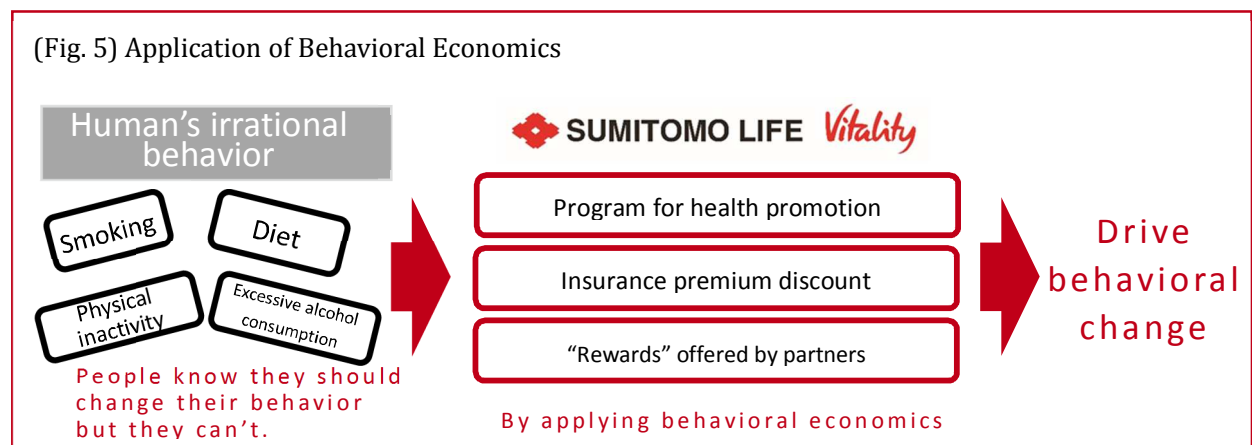 (Fig. 5) Application of Behavioral Economics
Human’s irrational
behavior
Smoking
Diet
Physical
inactivity
Excessive alcohol
consumption
People know they should
change their behavior
but they can’t.
SUMITOMO LIFE Vitality
Program for health promotion
Insurance premium discount
“Rewards” offered by partners
By applying behavioral economics
Drive
behavioral
change